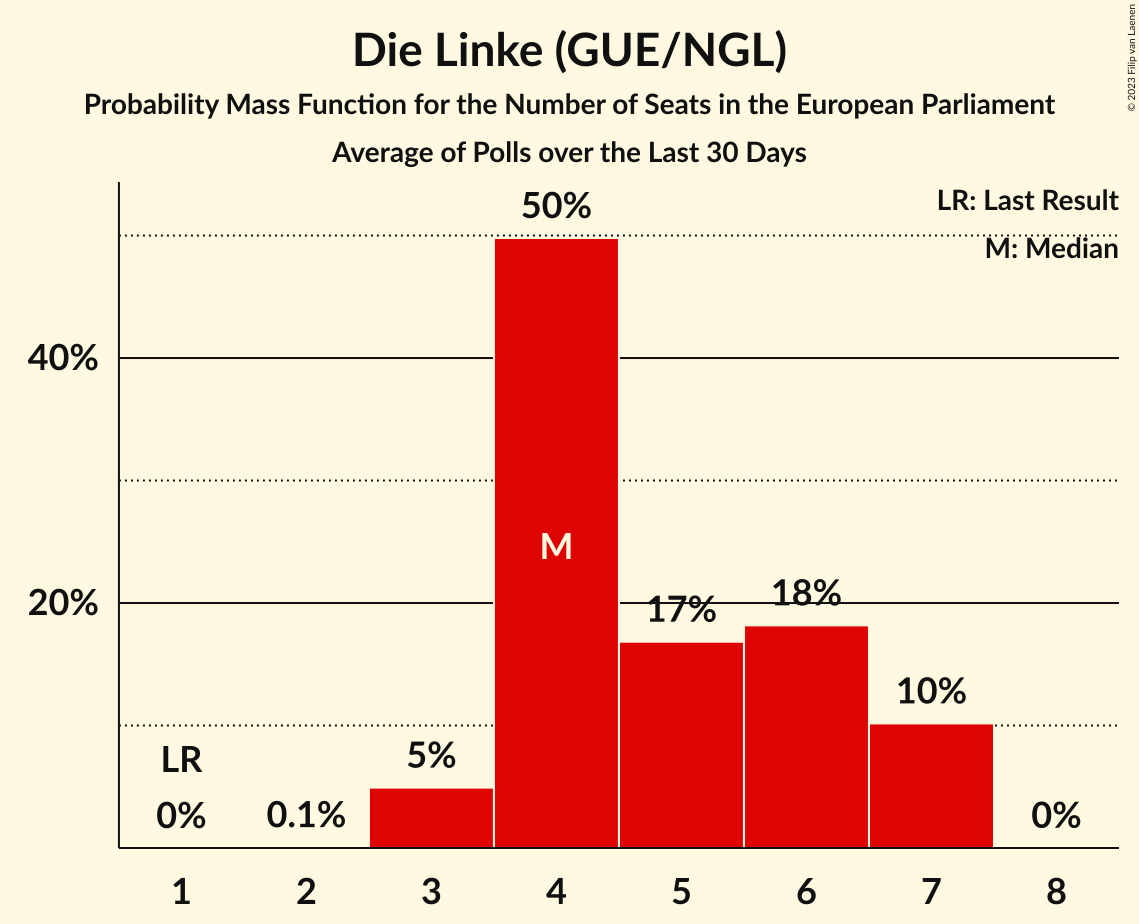 Die Linke (GUE/NGL)
Probability Mass Function for the Number of Seats in the European Parliament
Average of Polls over the Last 30 Days
© 2023 Filip van Laenen
LR: Last Result
M: Median
50%
40%
20%
M
17%
18%
10%
5%
LR
0%
0.1%
0%
1 2 3 4 5 6 7 8